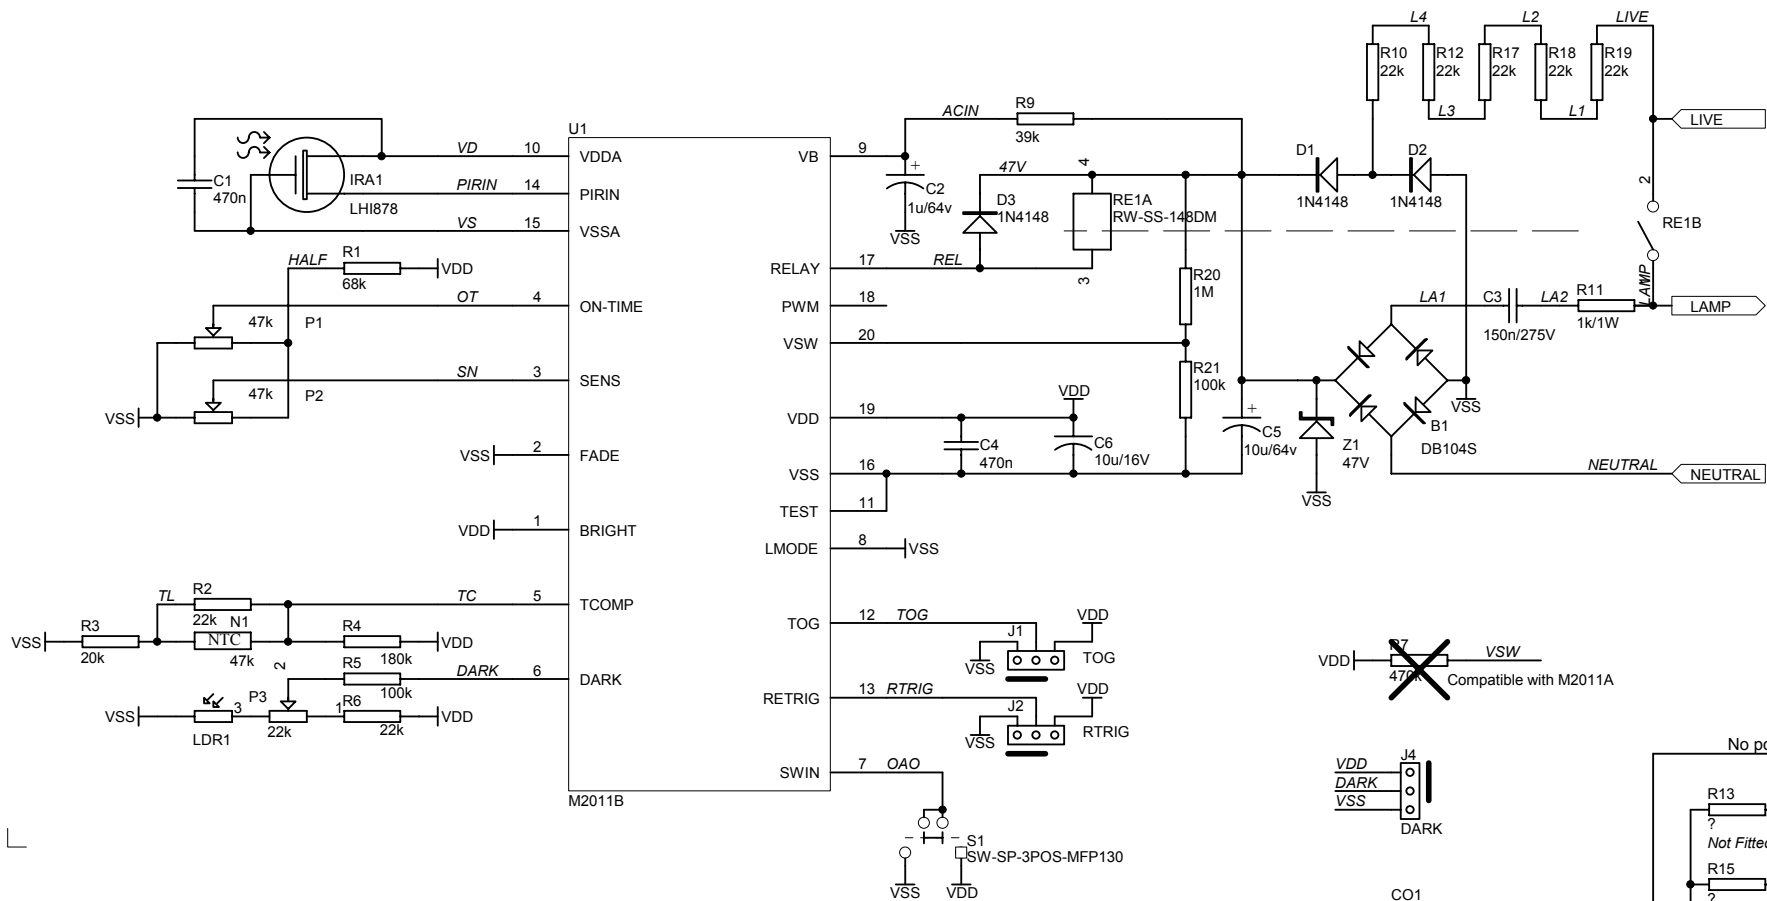 L4
L2
LIVE
R10
22k
R12
22k
R17
22k
R18
22k
R19
22k
L3
L1
LIVE
ACIN
R9
39k
U1
VD
10
VDDA
VB
9
C1
470n
IRA1
LHI878
PIRIN
14
PIRIN
VS
15
VSSA
+
C2
1u/64v
VSS
47V
D3
1N4148
4
RE1A
RW-SS-148DM
3
D1
1N4148
D2
1N4148
2
RE1B
LAMP
HALF
R1
68k
VDD
RELAY
17
REL
OT
4
ON-TIME
47k
P1
PWM
18
R20
1M
LA1
C3
150n/275V
LA2
R11
1k/1W
LAMP
VSW
20
SN
3
SENS
47k
P2
VSS
R21
100k
VDD
VDD
19
C4
470n
C6
10u/16V
+
C5
10u/64v
Z1
47V
VSS
B1
DB104S
VSS
NEUTRAL
NEUTRAL
VSS
2
FADE
VSS
16
TEST
11
VDD
1
BRIGHT
LMODE
8
VSS
TL
R2
22k
TC
5
TCOMP
VSS
R3
20k
N1
NTC
47k
R4
180k
VDD
TOG
12
TOG
VDD
J1
VSS
TOG
2
R5
100k
DARK
6
DARK
VDD
R7
470k
VSW
Compatible with M2011A
VSS
LDR1
3
P3
22k
1
R6
22k
VDD
RETRIG
13
RTRIG
VDD
J2
VSS
RTRIG
SWIN
7
OAO
M2011B
S1
SW-SP-3POS-MFP130
VSS
VDD
VDD
DARK
VSS
J4
DARK
CO1
No po
R13
?
Not Fitted
R15
?